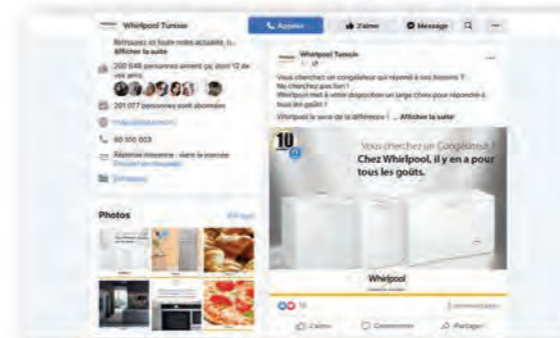 Whirlpool Tunisie
Appeler
J'aime
Message
Retrouvez ici toute notre actualité, n...
Afficher la suite
200 648 personnes aiment ça, dont 12 de
vos amis
201 077 personnes sont abonnées
80 100 003
Réponse moyenne : dans la journée
Photos
Whirlpool Tunisie
Vous cherchez un congélateur qui répond à vos besoins ?
Ne cherchez pas loin !
Whirlpool met à votre disposition un large choix pour répondre à
tous les goûts !
Whirlpool le sens de la différence ! ... Afficher la suite
10
Vous cherchez un Congélateur ?
Chez Whirlpool, il y en a pour
tous les goûts.
Whirlpool
J'aime
Commenter
Partager